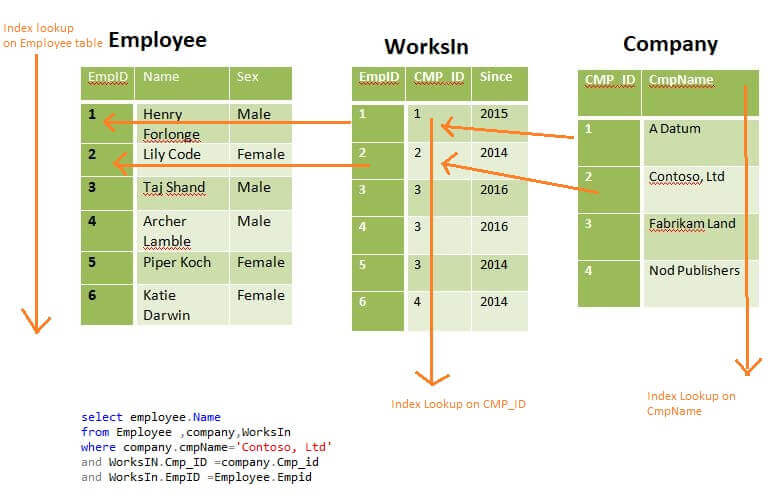 Index lookup
on Employee table
Employee
EmpID Name Sex
1 Henry Forlonge Male
2 Lily Code Female
3 Taj Shand Male
4 Archer Lamble Male
5 Piper Koch Female
6 Katie Darwin Female
WorksIn
EmpID CMP_ID Since
1 1 2015
2 2 2014
3 3 2016
4 3 2016
5 3 2014
6 4 2014
Index Lookup on CMP_ID
Company
CMP_ID CmpName
1 A Datum
2 Contoso, Ltd
3 Fabrikam Land
4 Nod Publishers
Index Lookup on
CmpName
select employee.Name
from Employee ,company,WorksIn
where company.cmpName='Contoso, Ltd'
and WorksIN.Cmp_ID =company.Cmp_id
and WorksIn.EmpID =Employee.Empid